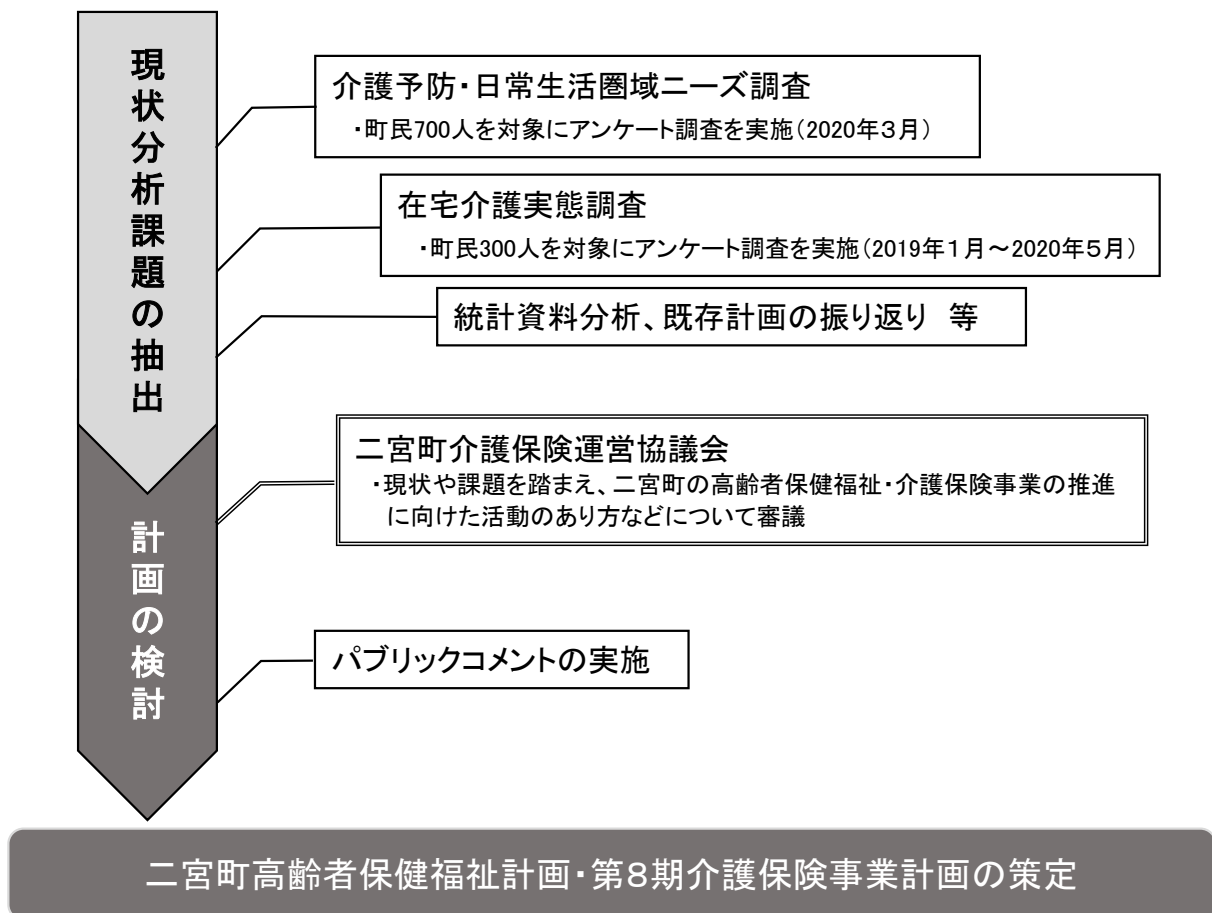 現状分析課題の抽出
介護予防・日常生活圏域ニーズ調査
・町民700人を対象にアンケート調査を実施(2020年3月)
在宅介護実態調査
・町民300人を対象にアンケート調査を実施(2019年1月～2020年5月)
統計資料分析、既存計画の振り返り　等
計画の検討
二宮町介護保険運営協議会
・現状や課題を踏まえ、二宮町の高齢者保健福祉・介護保険事業の推進
に向けた活動のあり方などについて審議
パブリックコメントの実施
二宮町高齢者保健福祉計画・第８期介護保険事業計画の策定